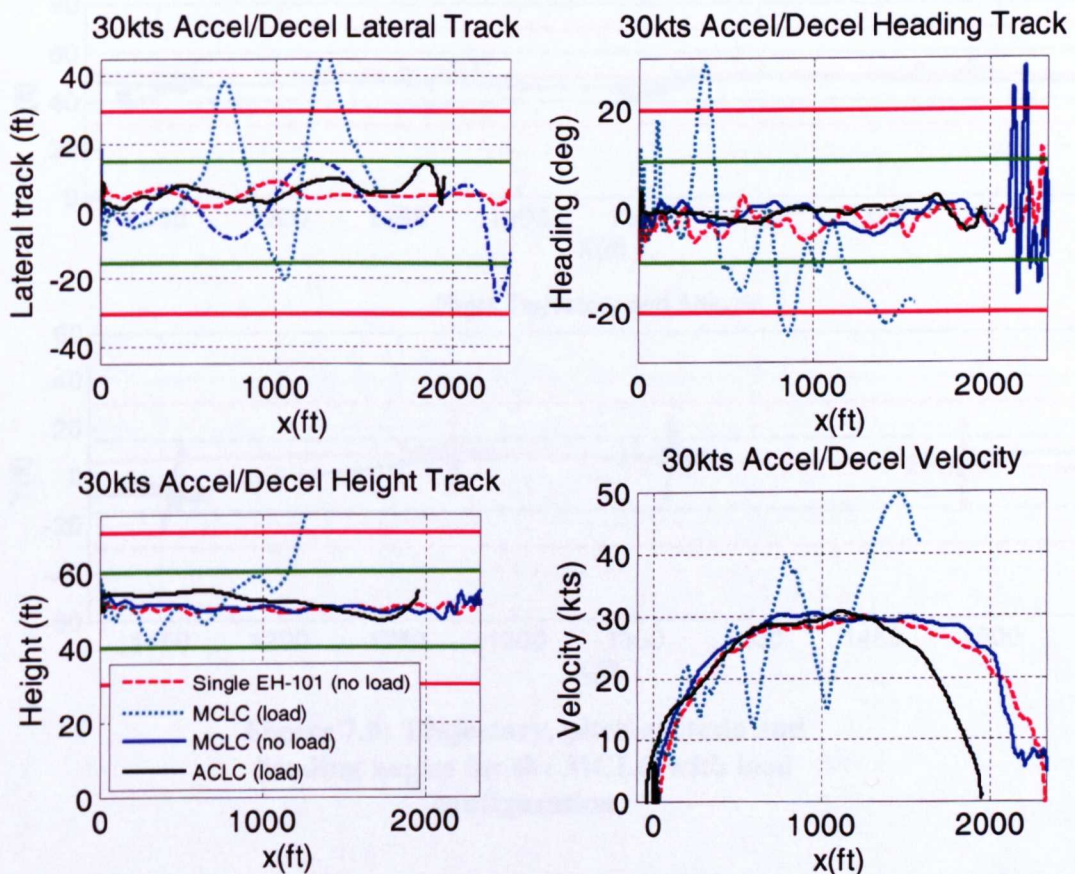 30kts Accel/Decel Lateral Track
40
20
0
-20
-40
Lateral track (ft)
0
1000
2000
x(ft)
30kts Accel/Decel Heading Track
20
0
-20
Heading (deg)
0
1000
2000
x(ft)
30kts Accel/Decel Height Track
60
40
20
0
Height (ft)
Single EH-101 (no load)
MCLC (load)
MCLC (no load)
ACLC (load)
0
1000
2000
x(ft)
30kts Accel/Decel Velocity
50
40
30
20
10
0
Velocity (kts)
0
1000
2000
x(ft)